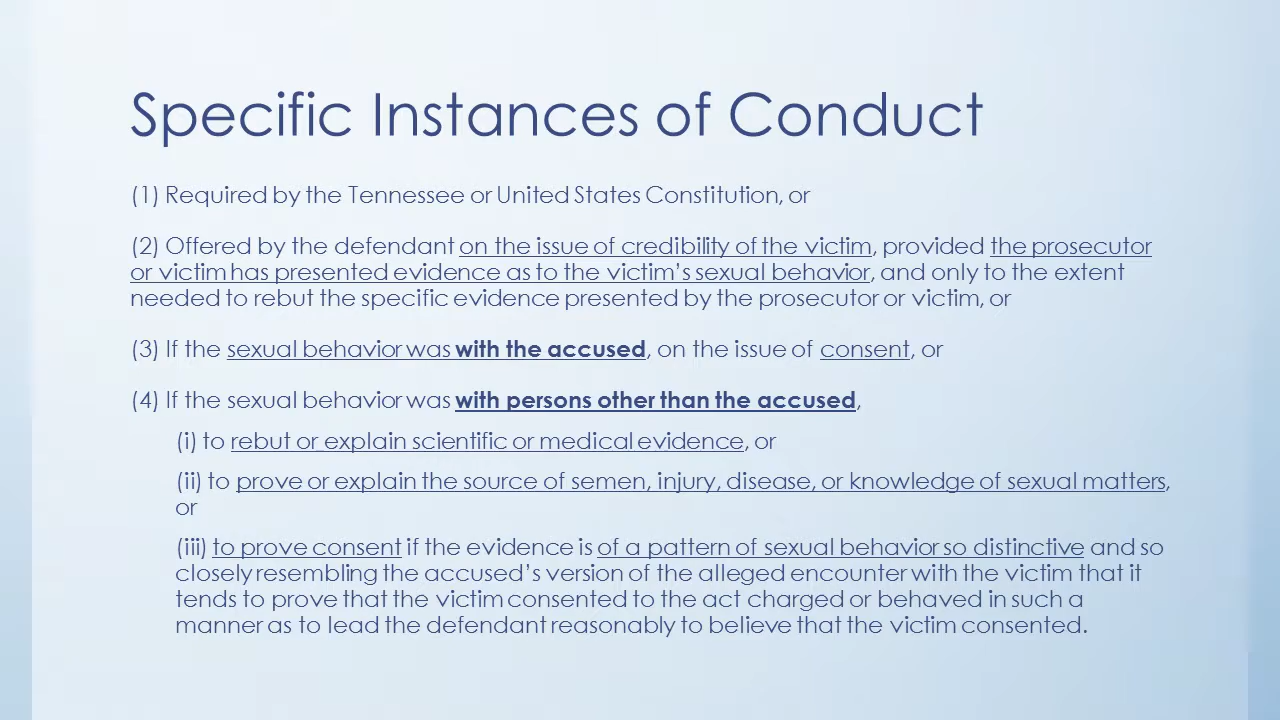 Specific Instances of Conduct
(1) Required by the Tennessee or United States Constitution, or
(2) Offered by the defendant on the issue of credibility of the victim, provided the prosecutor
or victim has presented evidence as to the victim's sexual behavior, and only to the extent
needed to rebut the specific evidence presented by the prosecutor or victim, or
(3) If the sexual behavior was with the accused, on the issue of consent, or
(4) If the sexual behavior was with persons other than the accused,
(i) to rebut or explain scientific or medical evidence, or
(ii) to prove or explain the source of semen, injury, disease, or knowledge of sexual matters,
or
(iii) to prove consent if the evidence is of a pattern of sexual behavior so distinctive and so
closely resembling the accused's version of the alleged encounter with the victim that it
tends to prove that the victim consented to the act charged or behaved in such a
manner as to lead the defendant reasonably to believe that the victim consented.